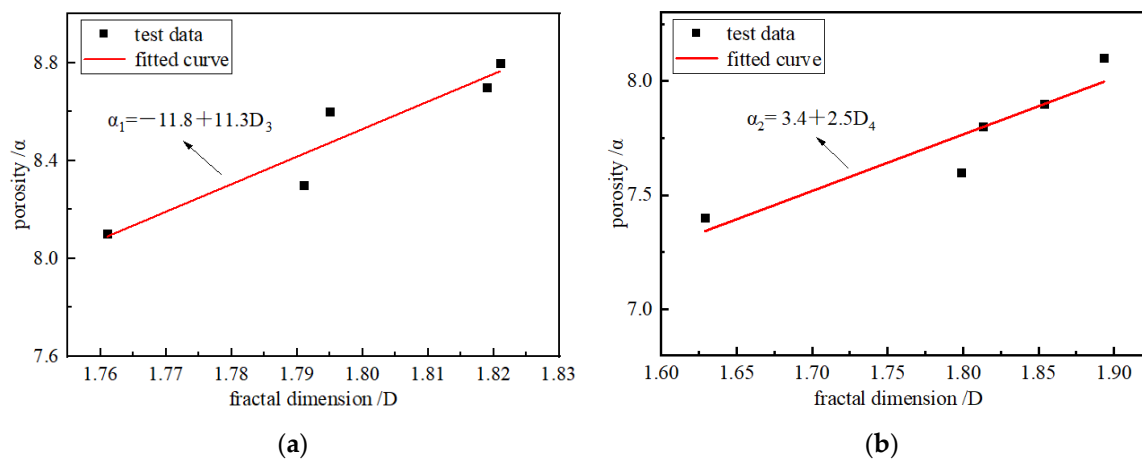 test data
fitted curve
α₁=－11.8＋11.3D₃
porosity /α
8.8
8.4
8.0
7.6
1.76
1.77
1.78
1.79
1.80
1.81
1.82
1.83
fractal dimension /D
(a)
test data
fitted curve
α₂= 3.4＋2.5D₄
porosity /α
8.0
7.5
7.0
1.60
1.65
1.70
1.75
1.80
1.85
1.90
fractal dimension /D
(b)